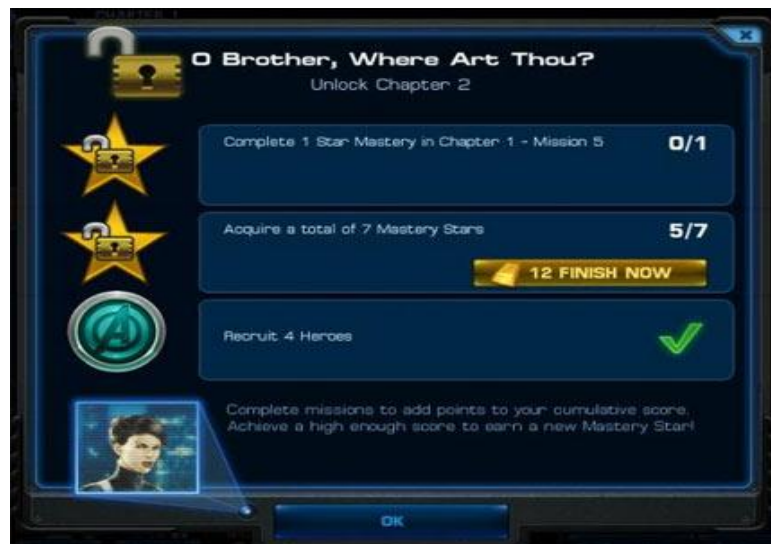 CHAPTER 1
O Brother, Where Art Thou?
Unlock Chapter 2
Complete 1 Star Mastery in Chapter 1 - Mission 5
0/1
Acquire a total of 7 Mastery Stars
5/7
12 FINISH NOW
Recruit 4 Heroes
Complete missions to add points to your cumulative score.
Achieve a high enough score to earn a new Mastery Star!
OK